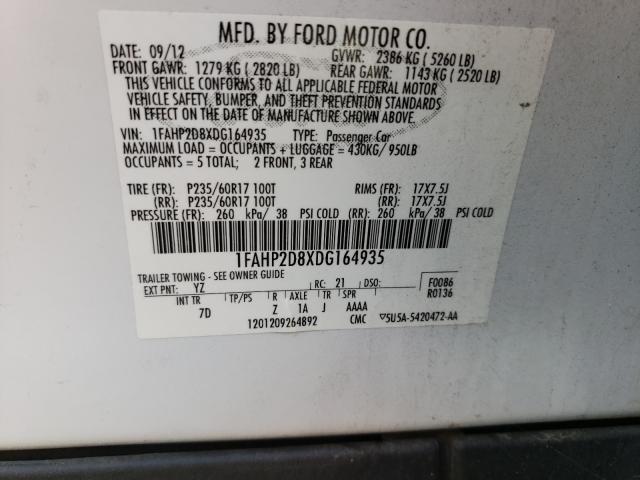 MFD. BY FORD MOTOR CO.
DATE: 09/12 GVWR: 2386 KG ( 5260 LB)
FRONT GAWR: 1279 KG ( 2820 LB) REAR GAWR: 1143 KG ( 2520 LB)
THIS VEHICLE CONFORMS TO ALL APPLICABLE FEDERAL MOTOR
VEHICLE SAFETY, BUMPER, AND THEFT PREVENTION STANDARDS
IN EFFECT ON THE DATE OF MANUFACTURE SHOWN ABOVE.
VIN: 1FAHP2D8XDG164935 TYPE: Passenger Car
MAXIMUM LOAD = OCCUPANTS + LUGGAGE = 430KG/ 950LB
OCCUPANTS = 5 TOTAL; 2 FRONT, 3 REAR
TIRE (FR): P235/60R17 100T RIMS (FR): 17X7.5J
(RR): P235/60R17 100T (RR): 17X7.5J
PRESSURE (FR): 260 kPa/ 38 PSI COLD (RR): 260 kPa/ 38 PSI COLD
1FAHP2D8XDG164935
TRAILER TOWING - SEE OWNER GUIDE
EXT PNT: YZ RC: 21 DSO: F0086
R0136
INT TR TP/PS R AXLE TR SPR
7D Z 1A J AAAA
1201209264892 CMC ▽5U5A-5420472-AA